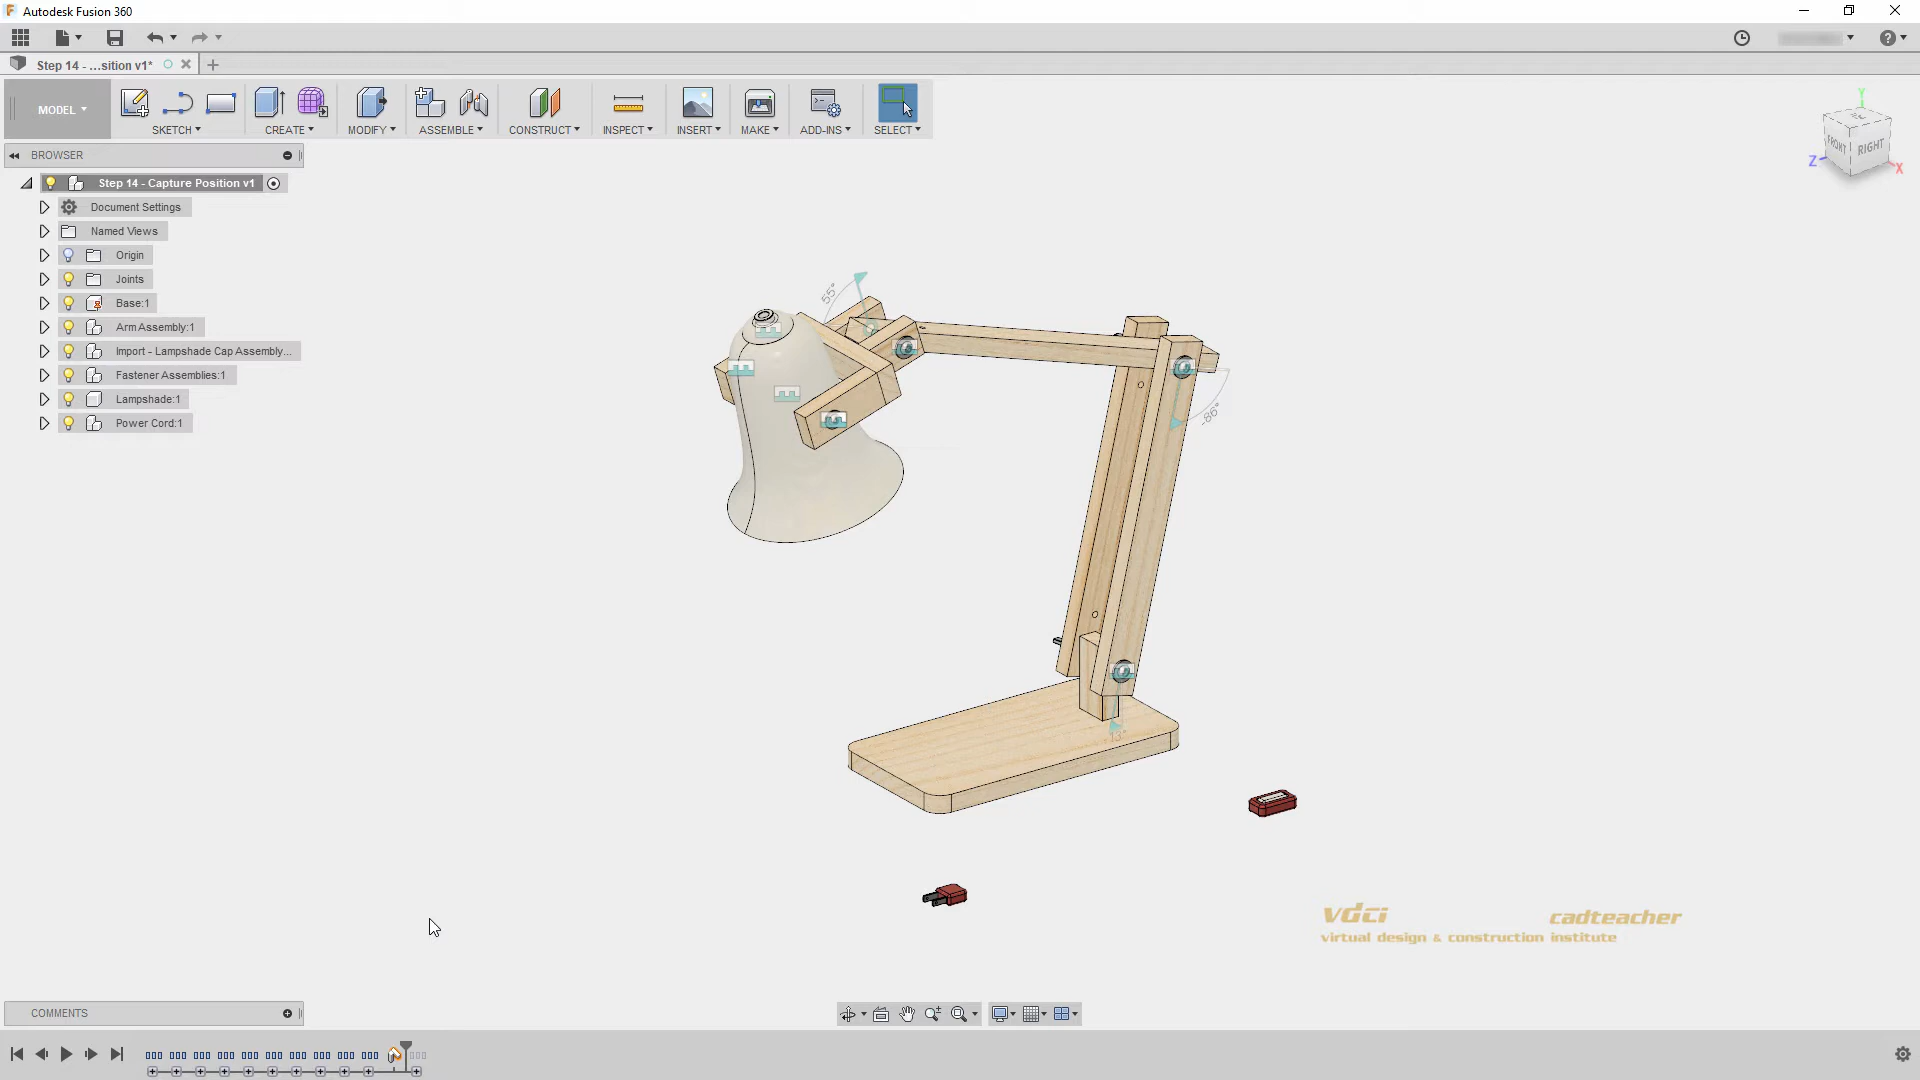 Autodesk Fusion 360
Step 14 - ...sition v1*
MODEL
SKETCH
CREATE
MODIFY
ASSEMBLE
CONSTRUCT
INSPECT
INSERT
MAKE
ADD-INS
SELECT
BROWSER
Step 14 - Capture Position v1
Document Settings
Named Views
Origin
Joints
Base:1
Arm Assembly:1
Import - Lampshade Cap Assembly...
Fastener Assemblies:1
Lampshade:1
Power Cord:1
Y
FRONT
RIGHT
Z
X
55°
-86°
vdci
cadteacher
virtual design & construction institute
COMMENTS